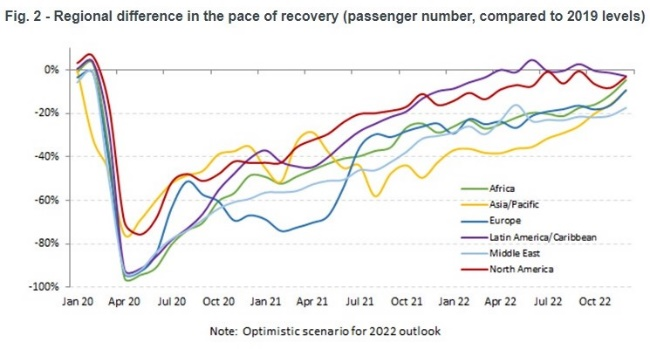 Fig. 2 - Regional difference in the pace of recovery (passenger number, compared to 2019 levels)
0%
-20%
-40%
-60%
-80%
-100%
Africa
Asia/Pacific
Europe
Latin America/Caribbean
Middle East
North America
Jan 20 Apr 20 Jul 20 Oct 20 Jan 21 Apr 21 Jul 21 Oct 21 Jan 22 Apr 22 Jul 22 Oct 22
Note: Optimistic scenario for 2022 outlook